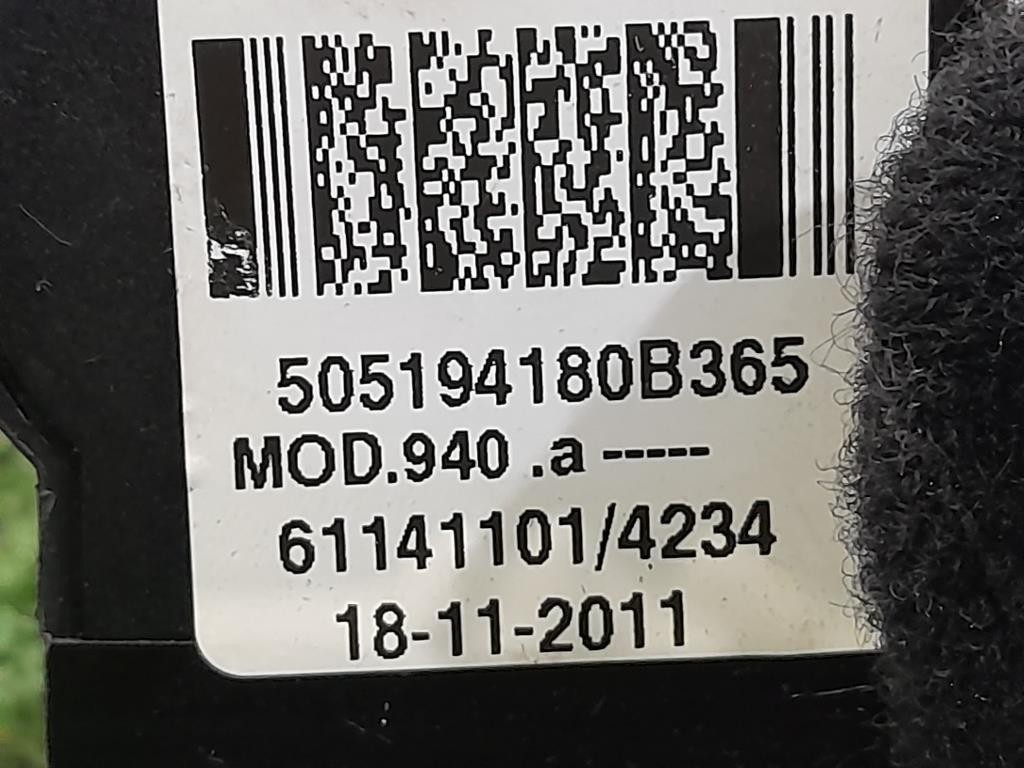 505194180B365
MOD.940 .a -----
61141101/4234
18-11-2011